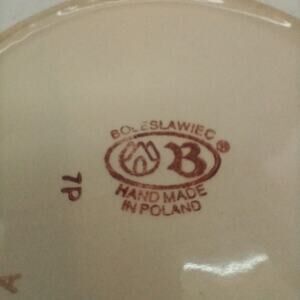 BOLESLAWIEC
B®
HAND MADE
IN POLAND
7P
A